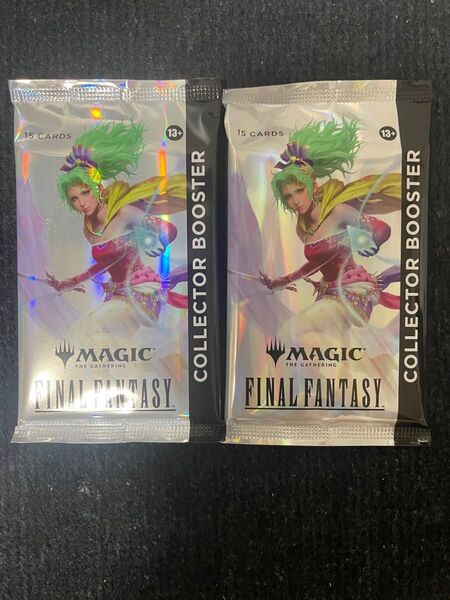 15 CARDS
13+
COLLECTOR BOOSTER
MAGIC
THE GATHERING
FINAL FANTASY
15 CARDS
13+
COLLECTOR BOOSTER
MAGIC
THE GATHERING
FINAL FANTASY